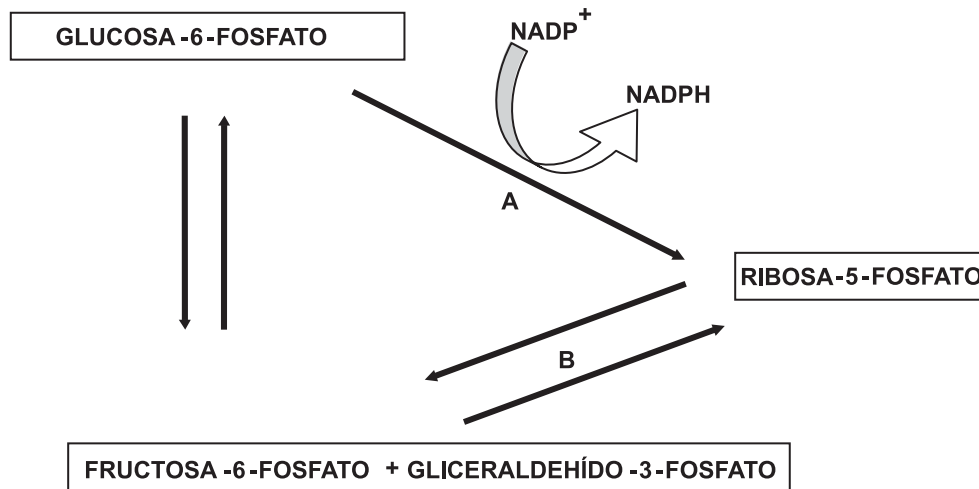 GLUCOSA -6-FOSFATO
NADP+
NADPH
A
RIBOSA-5-FOSFATO
B
FRUCTOSA -6-FOSFATO + GLICERALDEHÍDO -3-FOSFATO